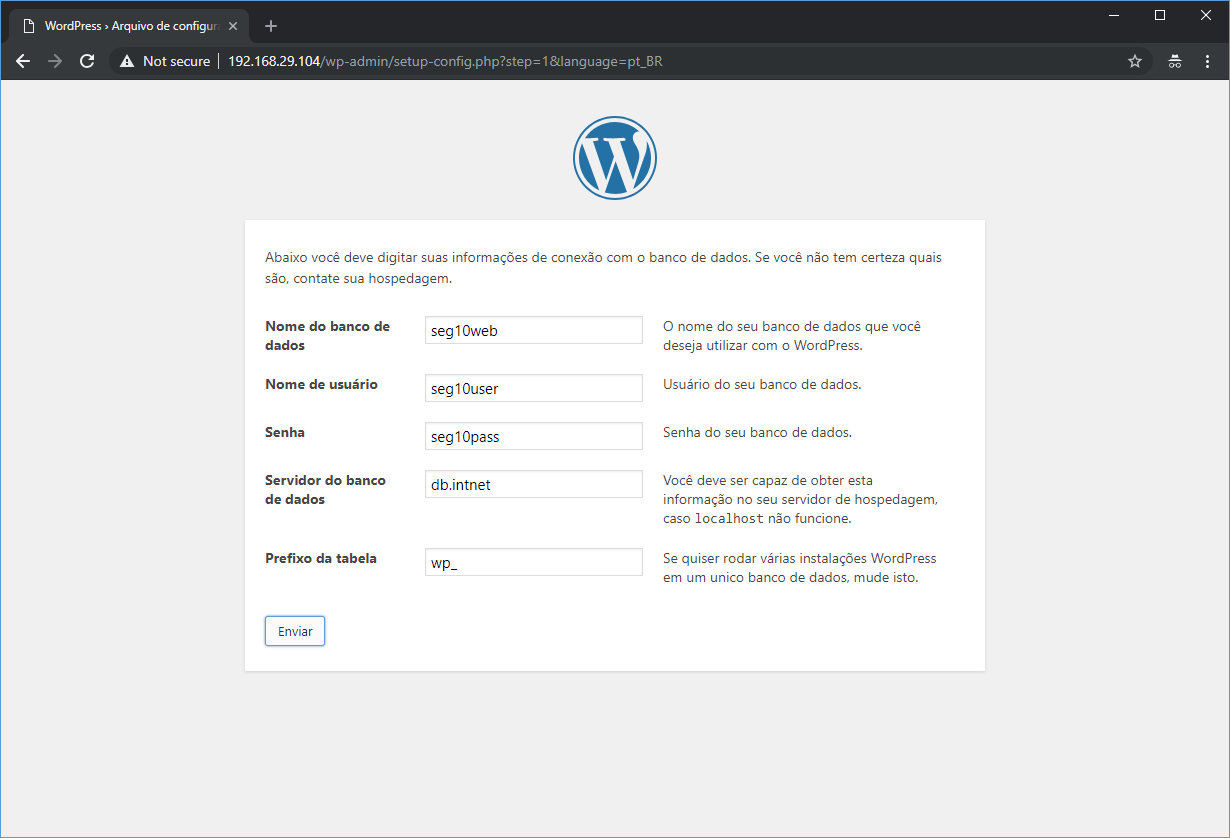 WordPress › Arquivo de configur
Not secure
192.168.29.104/wp-admin/setup-config.php?step=1&language=pt_BR
Abaixo você deve digitar suas informações de conexão com o banco de dados. Se você não tem certeza quais
são, contate sua hospedagem.
Nome do banco de
dados
seg10web
O nome do seu banco de dados que você
deseja utilizar com o WordPress.
Nome de usuário
seg10user
Usuário do seu banco de dados.
Senha
seg10pass
Senha do seu banco de dados.
Servidor do banco
de dados
db.intnet
Você deve ser capaz de obter esta
informação no seu servidor de hospedagem,
caso localhost não funcione.
Prefixo da tabela
wp_
Se quiser rodar várias instalações WordPress
em um unico banco de dados, mude isto.
Enviar